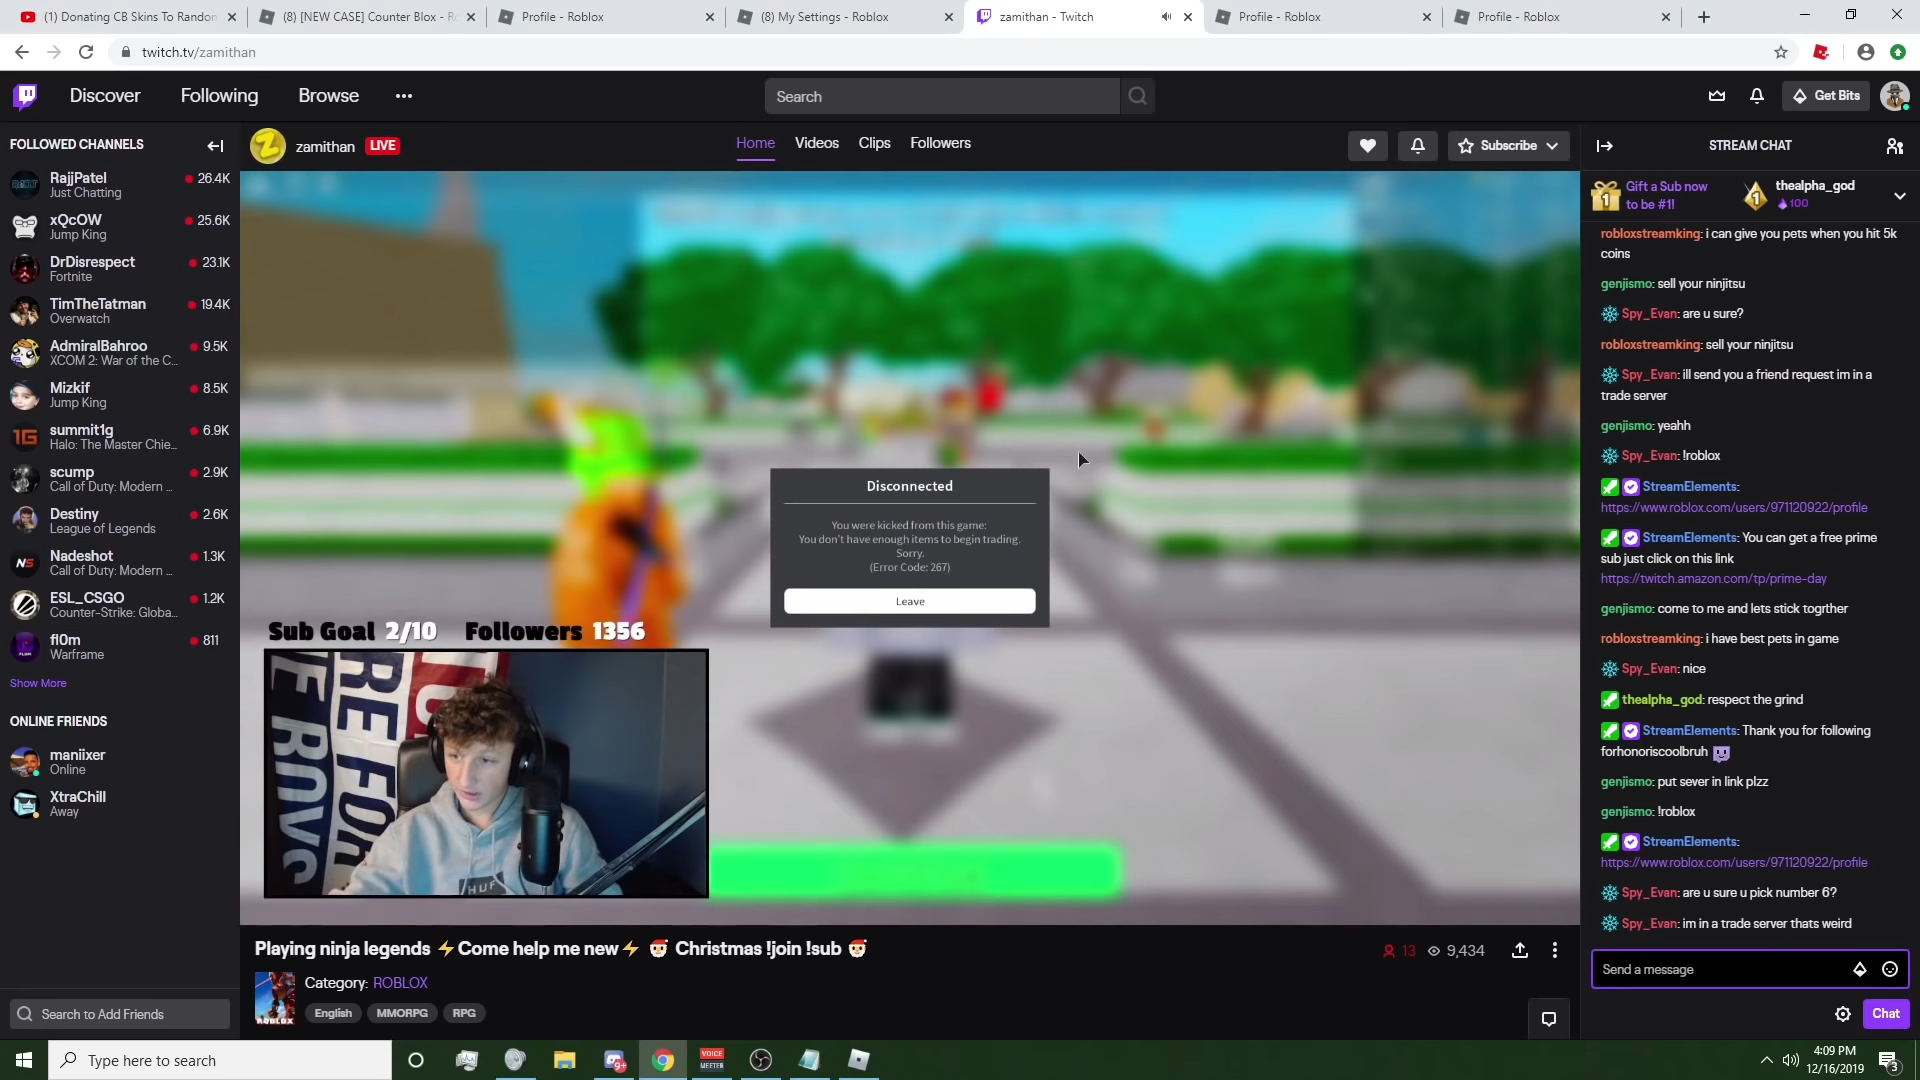 (1) Donating CB Skins To Random
(8) [NEW CASE] Counter Blox - Ro
Profile - Roblox
(8) My Settings - Roblox
zamithan - Twitch
Profile - Roblox
Profile - Roblox
twitch.tv/zamithan
Discover
Following
Browse
Search
Get Bits
FOLLOWED CHANNELS
RajjPatel 26.4K
Just Chatting
xQcOW 25.6K
Jump King
DrDisrespect 23.1K
Fortnite
TimTheTatman 19.4K
Overwatch
AdmiralBahroo 9.5K
XCOM 2: War of the C...
Mizkif 8.5K
Jump King
summit1g 6.9K
Halo: The Master Chie...
scump 2.9K
Call of Duty: Modern ...
Destiny 2.6K
League of Legends
Nadeshot 1.3K
Call of Duty: Modern ...
ESL_CSGO 1.2K
Counter-Strike: Globa...
fl0m 811
Warframe
Show More
ONLINE FRIENDS
maniixer
Online
XtraChill
Away
Search to Add Friends
zamithan LIVE
Home
Videos
Clips
Followers
Subscribe
Disconnected
You were kicked from this game:
You don't have enough items to begin trading.
Sorry.
(Error Code: 267)
Leave
Sub Goal 2/10 Followers 1356
HUF
Playing ninja legends ⚡Come help me new⚡ 🎅 Christmas !join !sub 🎅
13
9,434
Category: ROBLOX
English
MMORPG
RPG
ROBLOX
STREAM CHAT
Gift a Sub now
to be #1!
1
1
thealpha_god
100
robloxstreamking: i can give you pets when you hit 5k
coins
genjismo: sell your ninjitsu
Spy_Evan: are u sure?
robloxstreamking: sell your ninjitsu
Spy_Evan: ill send you a friend request im in a
trade server
genjismo: yeahh
Spy_Evan: !roblox
StreamElements:
https://www.roblox.com/users/971120922/profile
StreamElements: You can get a free prime
sub just click on this link
https://twitch.amazon.com/tp/prime-day
genjismo: come to me and lets stick togrther
robloxstreamking: i have best pets in game
Spy_Evan: nice
thealpha_god: respect the grind
StreamElements: Thank you for following
forhonoriscoolbruh
genjismo: put sever in link plzz
genjismo: !roblox
StreamElements:
https://www.roblox.com/users/971120922/profile
Spy_Evan: are u sure u pick number 6?
Spy_Evan: im in a trade server thats weird
Send a message
Chat
Type here to search
9+
VOICE
MEETER
4:09 PM
12/16/2019
3